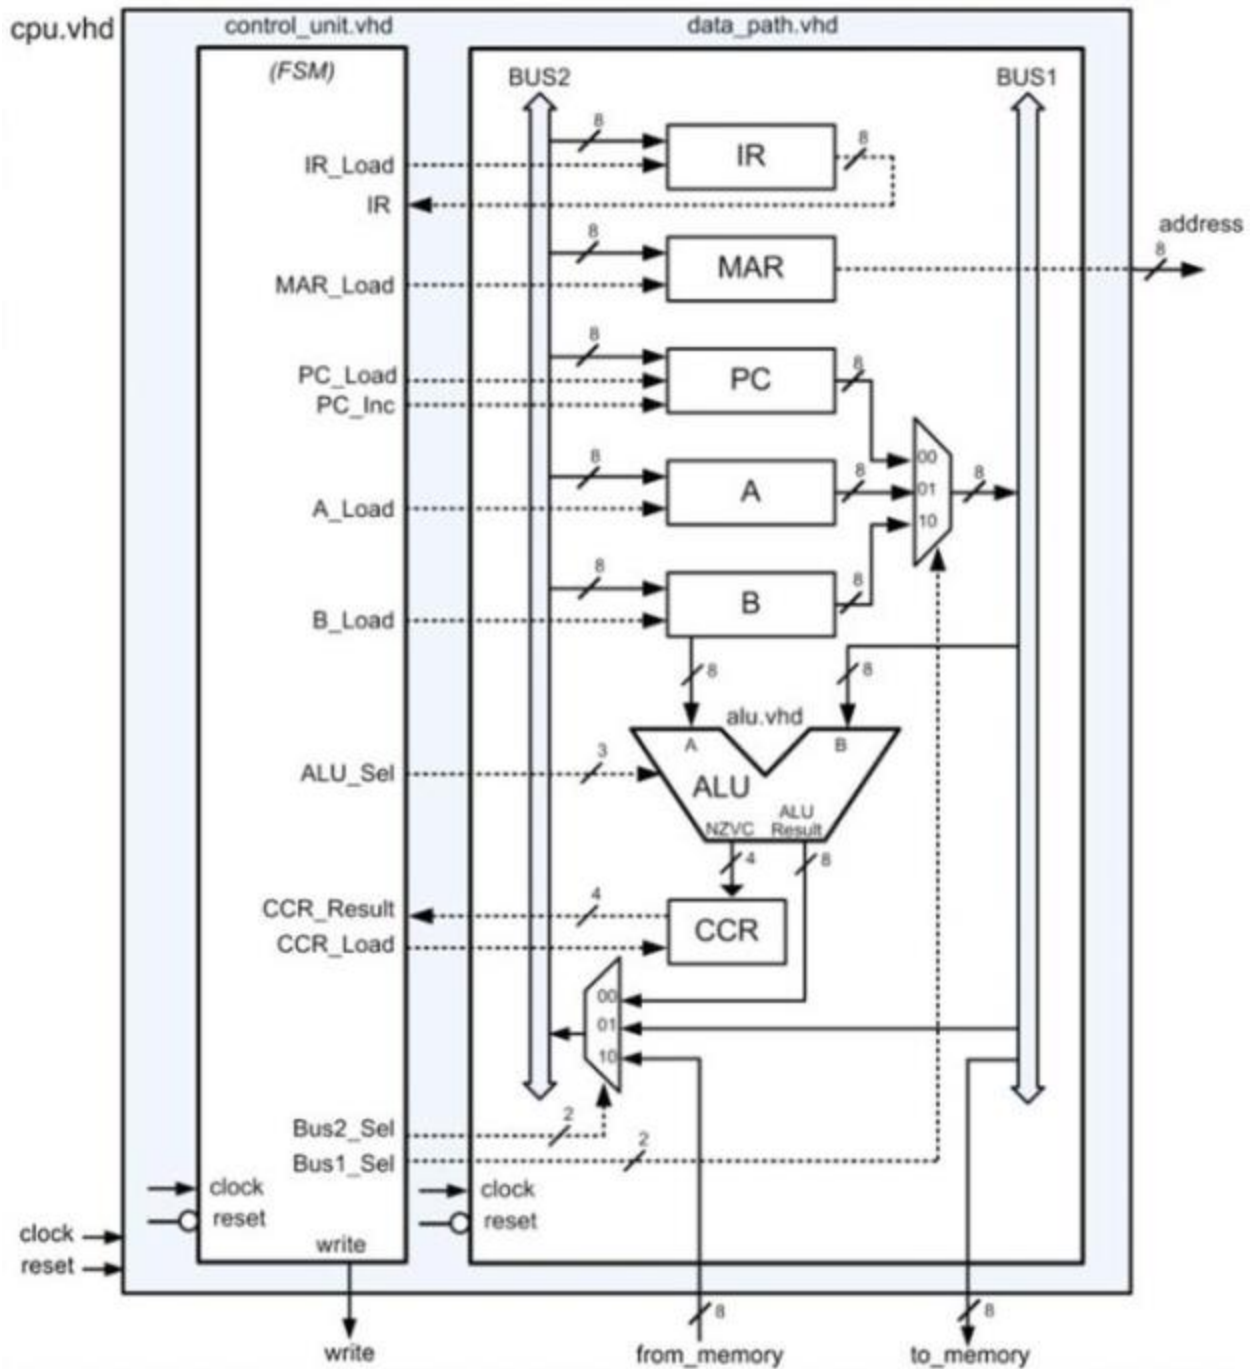 cpu.vhd
control_unit.vhd
data_path.vhd
(FSM)
BUS2
BUS1
8
8
IR_Load
IR
IR
address
8
8
MAR
MAR_Load
8
8
PC_Load
PC
PC_Inc
00
8
8
8
01
A
A_Load
10
8
8
B
B_Load
8
8
alu.vhd
A
B
3
ALU_Sel
ALU
ALU
NZVC
Result
4
8
CCR_Result
4
CCR
CCR_Load
00
01
10
2
Bus2_Sel
2
Bus1_Sel
clock
clock
reset
reset
clock
write
reset
8
8
write
from_memory
to_memory